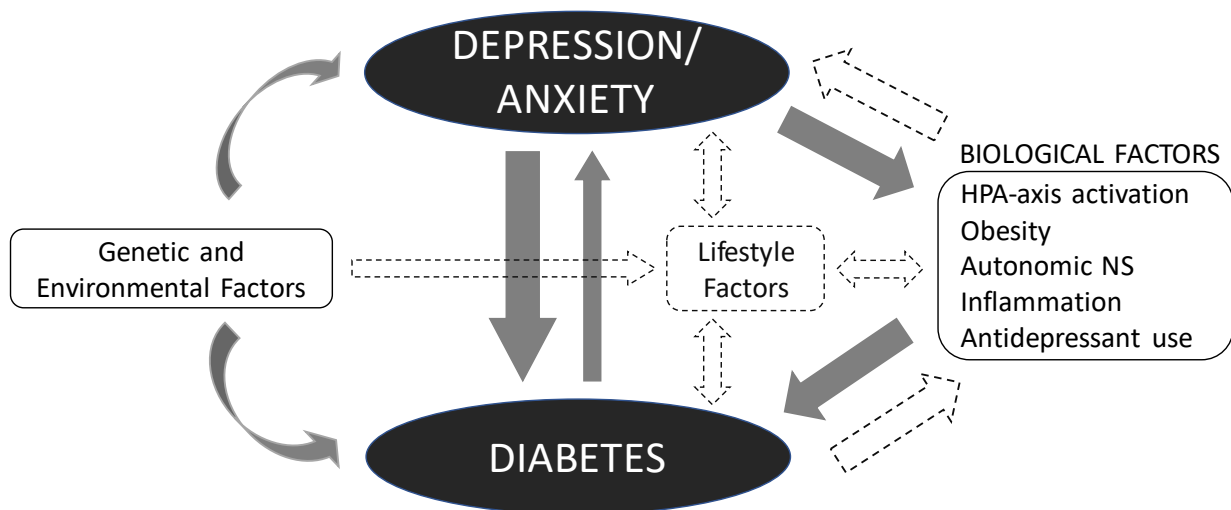 DEPRESSION/
ANXIETY
BIOLOGICAL FACTORS
HPA-axis activation
Obesity
Autonomic NS
Inflammation
Antidepressant use
Genetic and
Environmental Factors
Lifestyle
Factors
DIABETES